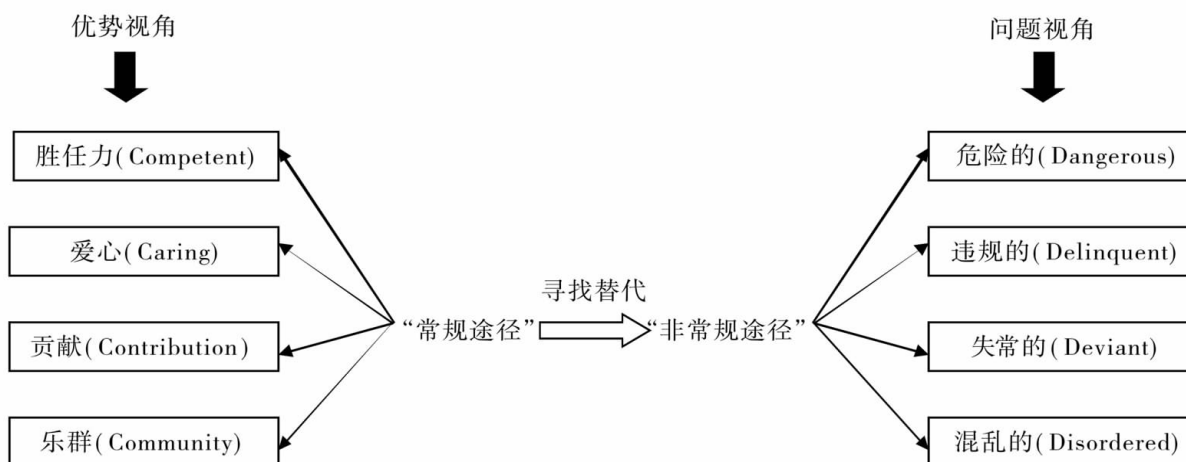 优势视角
问题视角
胜任力(Competent)
危险的(Dangerous)
爱心(Caring)
违规的(Delinquent)
寻找替代
“常规途径”
“非常规途径”
贡献(Contribution)
失常的(Deviant)
乐群(Community)
混乱的(Disordered)